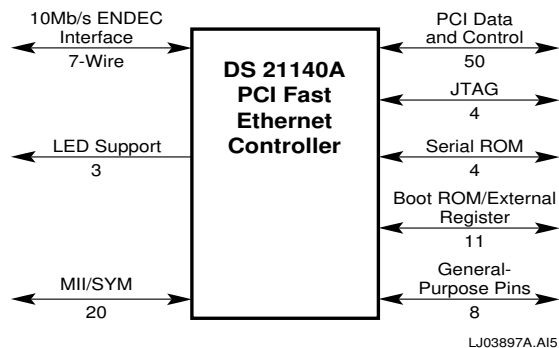 10Mb/s ENDEC
Interface
7-Wire
LED Support
3
MII/SYM
20
DS 21140A
PCI Fast
Ethernet
Controller
PCI Data
and Control
50
JTAG
4
Serial ROM
4
Boot ROM/External
Register
11
General-
Purpose Pins
8
LJ03897A.AI5